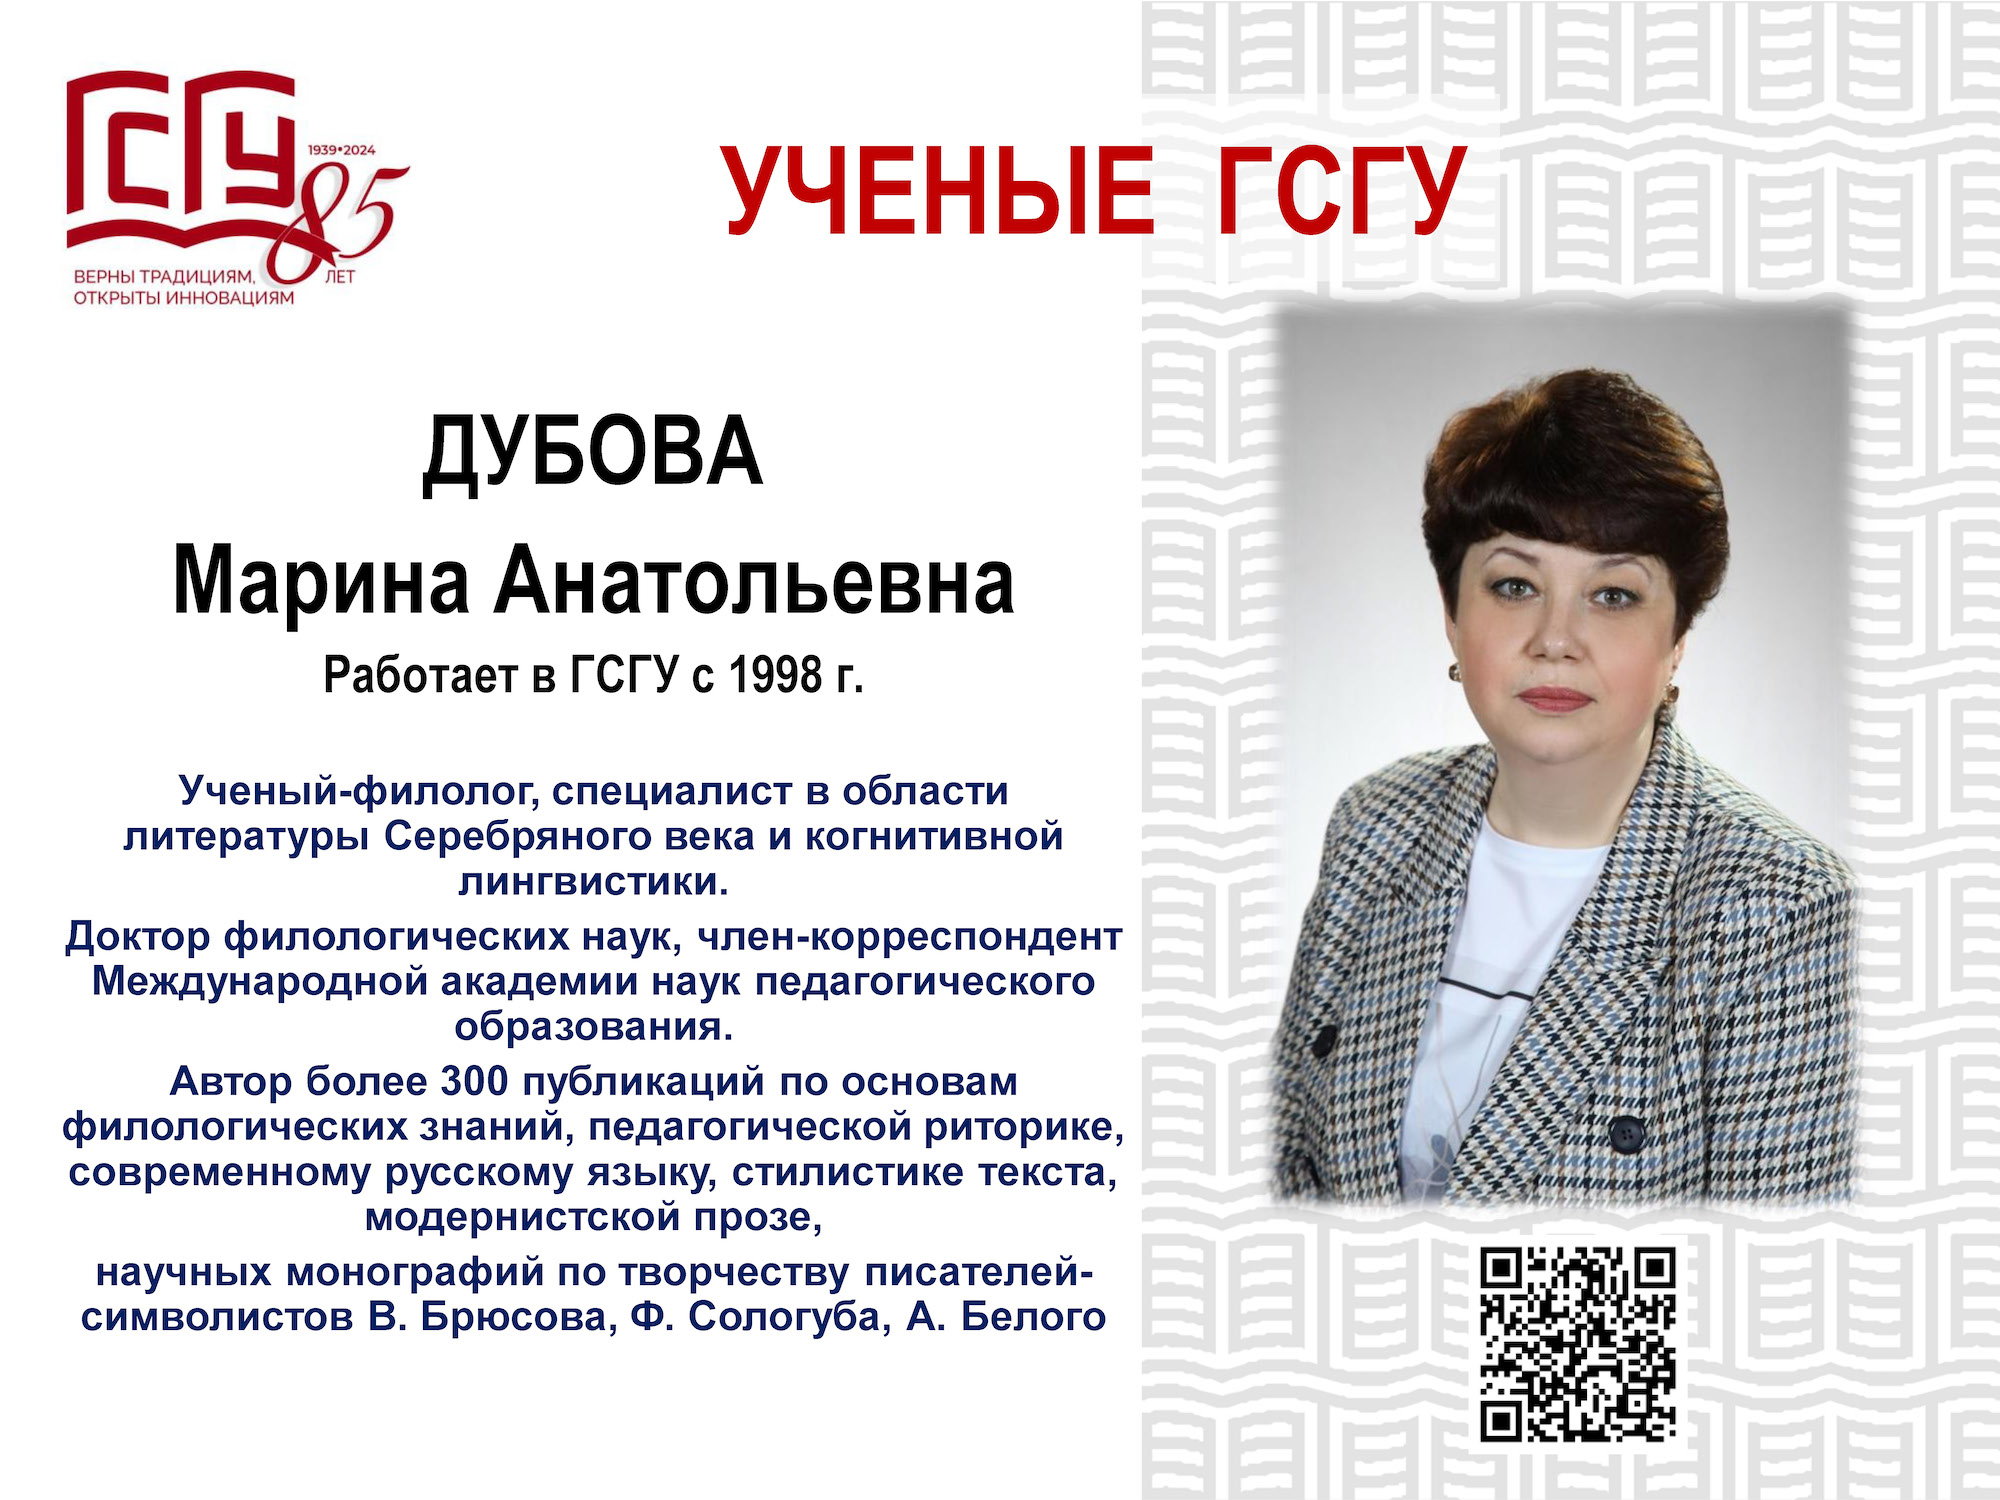 ГСГУ
1939•2024
85
ВЕРНЫ ТРАДИЦИЯМ, ЛЕТ
ОТКРЫТЫ ИННОВАЦИЯМ
УЧЕНЫЕ ГСГУ
ДУБОВА
Марина Анатольевна
Работает в ГСГУ с 1998 г.
Ученый-филолог, специалист в области
литературы Серебряного века и когнитивной
лингвистики.
Доктор филологических наук, член-корреспондент
Международной академии наук педагогического
образования.
Автор более 300 публикаций по основам
филологических знаний, педагогической риторике,
современному русскому языку, стилистике текста,
модернистской прозе,
научных монографий по творчеству писателей-
символистов В. Брюсова, Ф. Сологуба, А. Белого